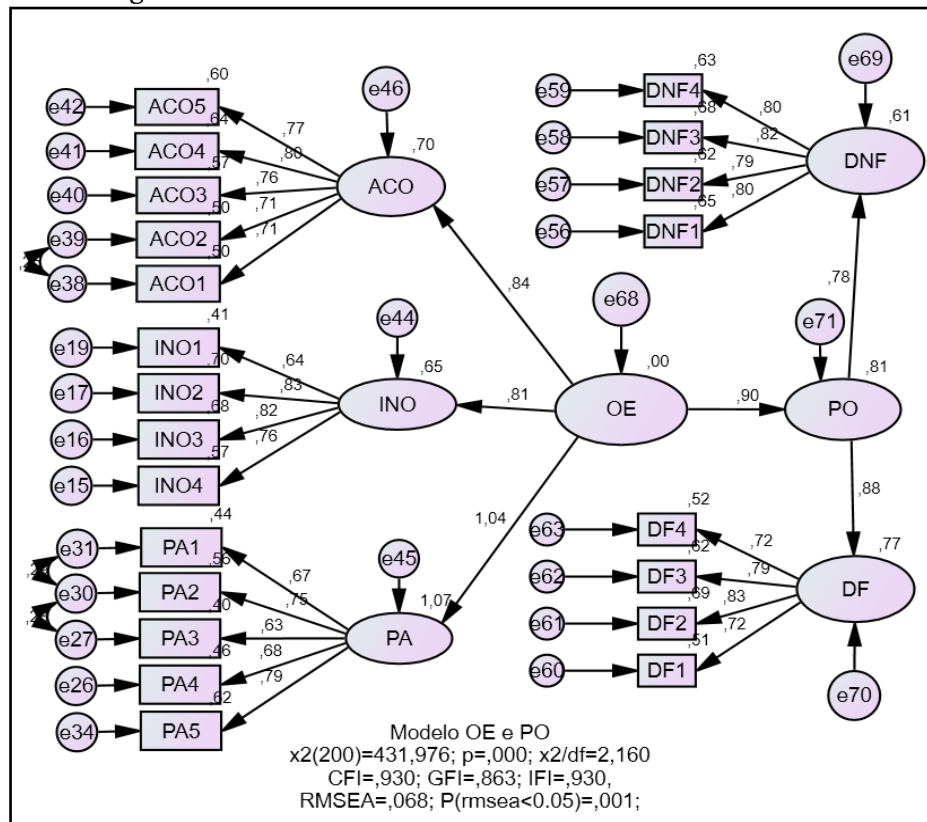 ,60
e42 ACO5
,77
,64
e41 ACO4
,80
,57
e40 ACO3
,76
,50
e39 ACO2
,71
,50
e38 ACO1
,71
e46
,70
ACO
,84
,41
e19 INO1
,64
,70
e17 INO2
,83
,68
e16 INO3
,82
,57
e15 INO4
,76
e44
,65
INO
,81
,44
e31 PA1
,67
,56
e30 PA2
,75
,40
e27 PA3
,63
,46
e26 PA4
,68
,62
e34 PA5
,79
e45
1,07
PA
1,04
e68
,00
OE
,90
e71
,81
PO
,78
,88
,63
e59 DNF4
,80
,68
e58 DNF3
,82
,62
e57 DNF2
,79
,65
e56 DNF1
,80
e69
,61
DNF
,52
e63 DF4
,72
,62
e62 DF3
,79
,69
e61 DF2
,83
,51
e60 DF1
,72
,77
DF
e70
Modelo OE e PO
x2(200)=431,976; p=,000; x2/df=2,160
CFI=,930; GFI=,863; IFI=,930,
RMSEA=,068; P(rmsea<0.05)=,001;